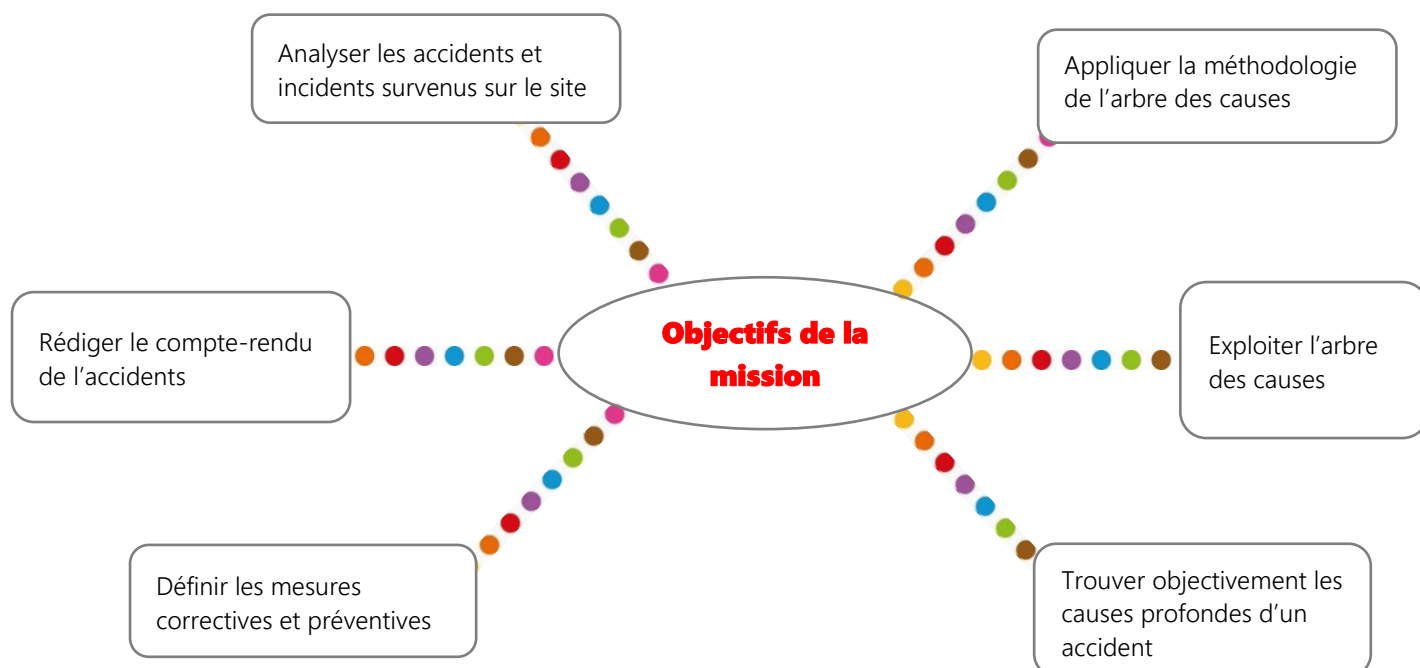 Analyser les accidents et
incidents survenus sur le site
Appliquer la méthodologie
de l’arbre des causes
Rédiger le compte-rendu
de l’accidents
Objectifs de la
mission
Exploiter l’arbre
des causes
Définir les mesures
correctives et préventives
Trouver objectivement les
causes profondes d’un
accident